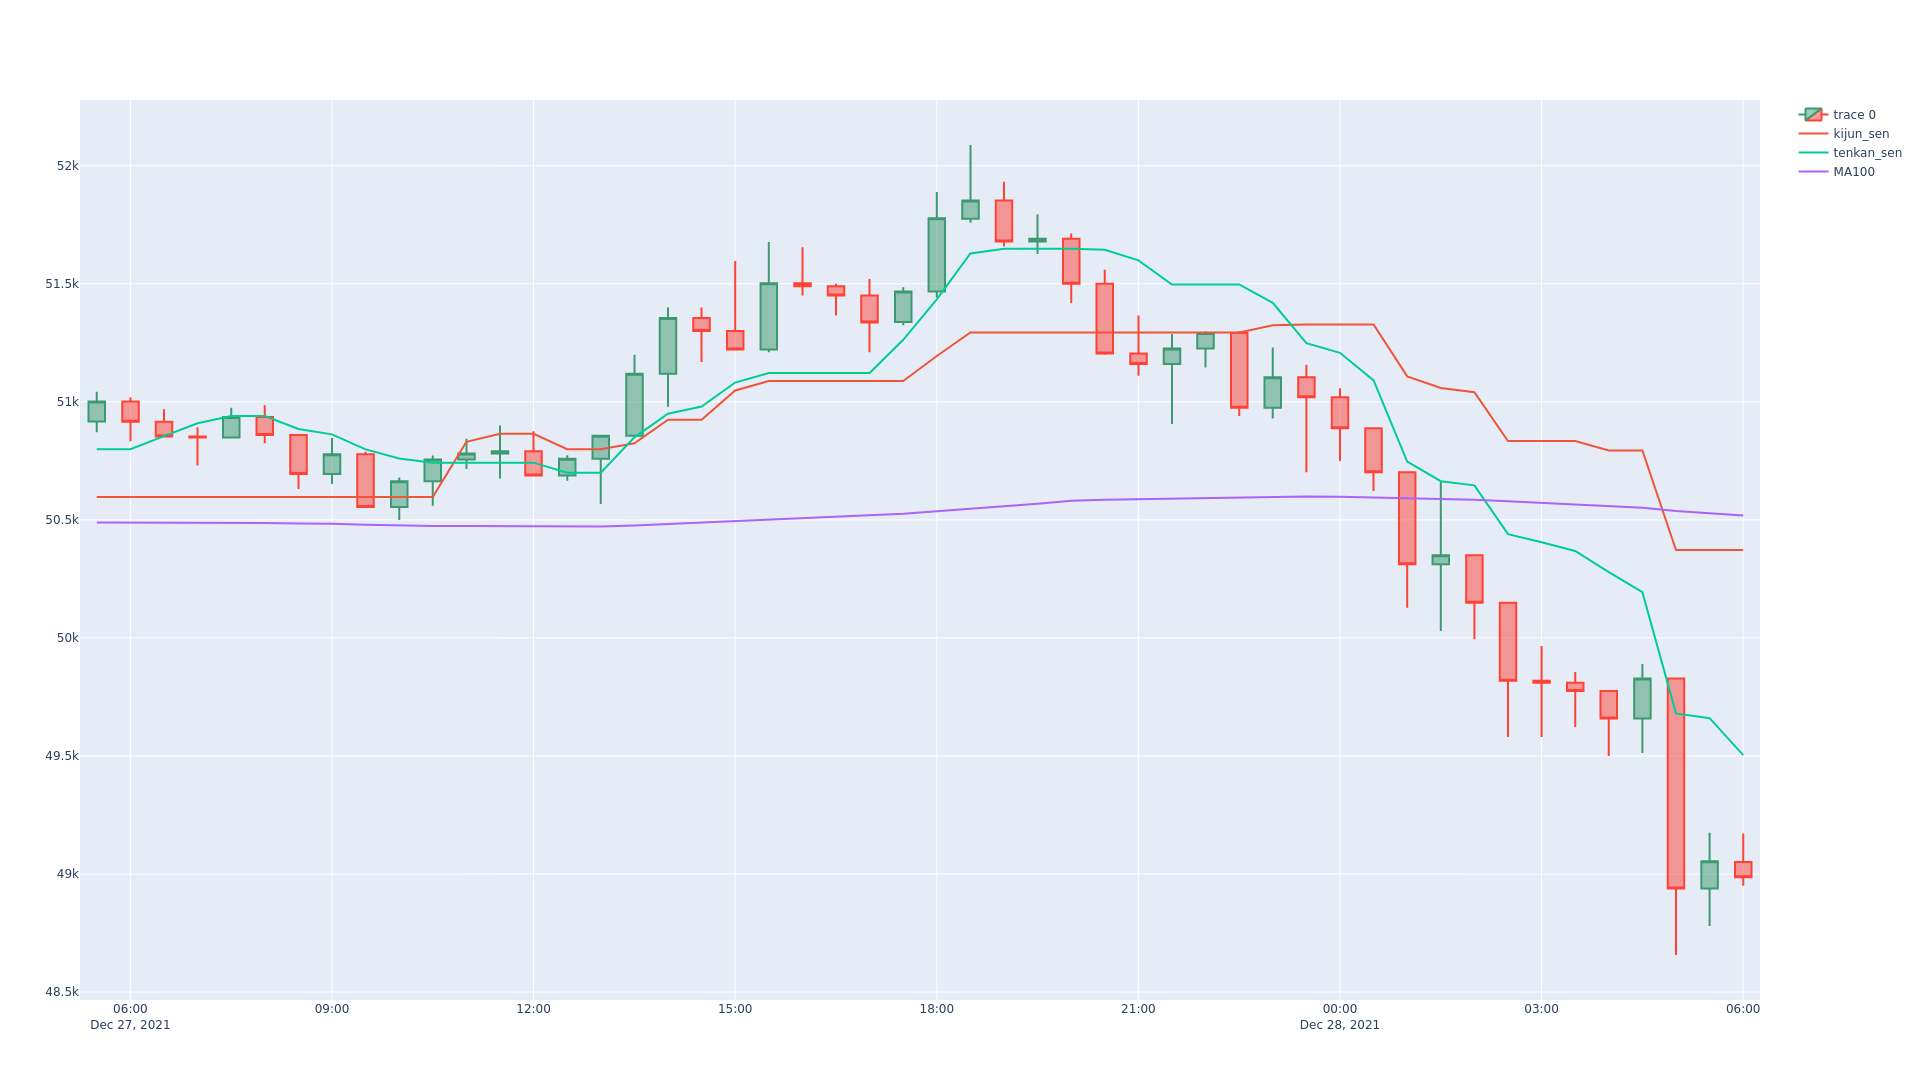 trace 0
kijun_sen
tenkan_sen
MA100
52k
51.5k
51k
50.5k
50k
49.5k
49k
48.5k
06:00 09:00 12:00 15:00 18:00 21:00 00:00 03:00 06:00
Dec 27, 2021 Dec 28, 2021